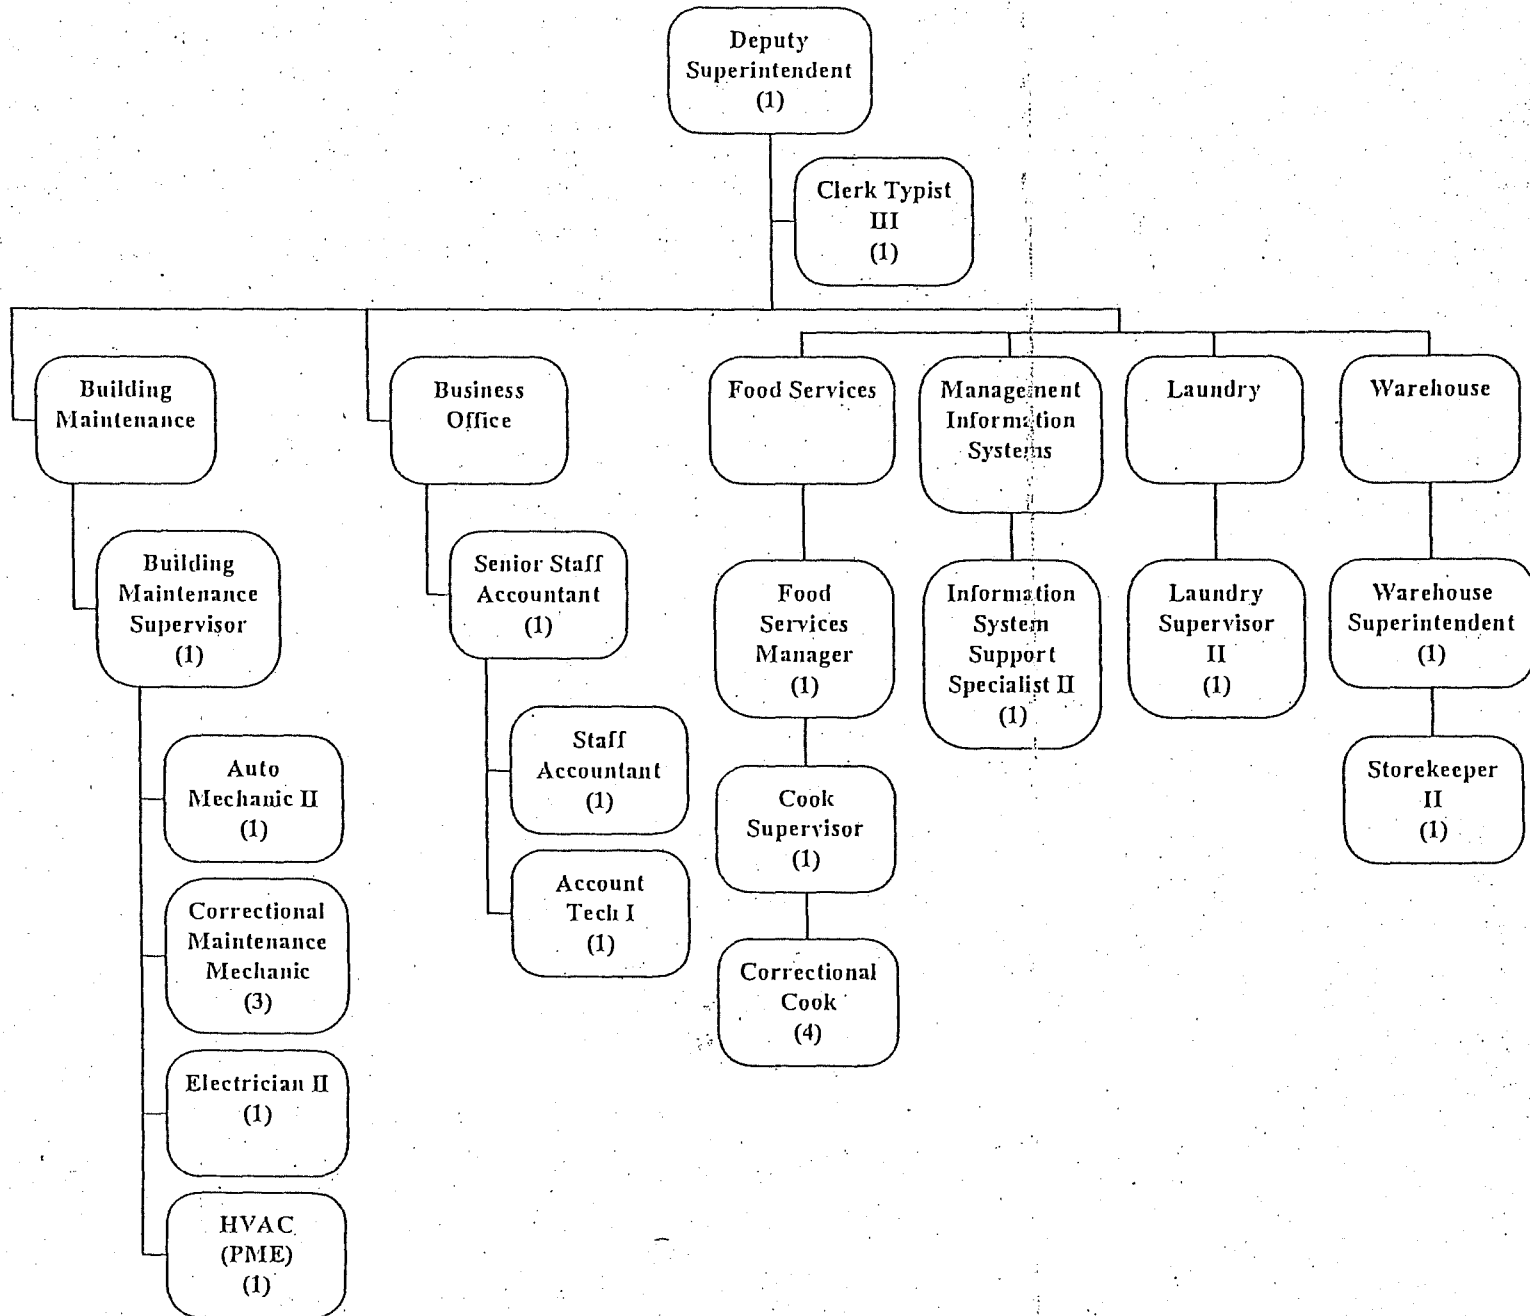 Deputy
Superintendent
(1)
Clerk Typist
III
(1)
Building
Maintenance
Business
Office
Food Services
Management
Information
Systems
Laundry
Warehouse
Building
Maintenance
Supervisor
(1)
Senior Staff
Accountant
(1)
Food
Services
Manager
(1)
Information
System
Support
Specialist II
(1)
Laundry
Supervisor
II
(1)
Warehouse
Superintendent
(1)
Auto
Mechanic II
(1)
Correctional
Maintenance
Mechanic
(3)
Electrician II
(1)
HVAC
(PME)
(1)
Staff
Accountant
(1)
Account
Tech I
(1)
Cook
Supervisor
(1)
Correctional
Cook
(4)
Storekeeper
II
(1)